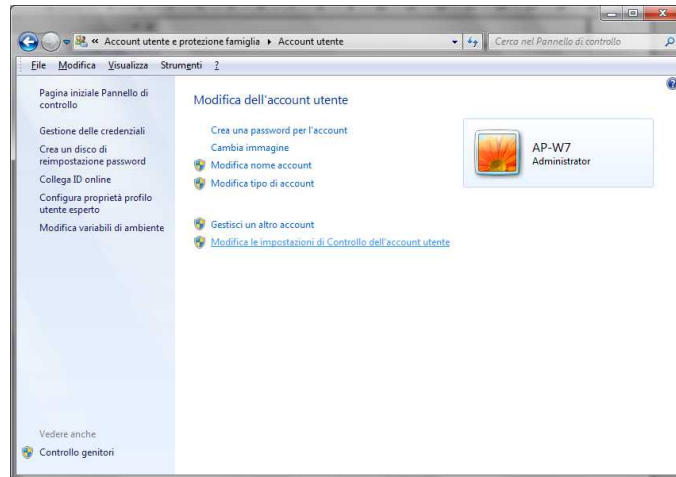 « Account utente e protezione famiglia ▸ Account utente
Cerca nel Pannello di controllo
File Modifica Visualizza Strumenti ?
Pagina iniziale Pannello di
controllo
Gestione delle credenziali
Crea un disco di
reimpostazione password
Collega ID online
Configura proprietà profilo
utente esperto
Modifica variabili di ambiente
Modifica dell'account utente
Crea una password per l'account
Cambia immagine
Modifica nome account
Modifica tipo di account
Gestisci un altro account
Modifica le impostazioni di Controllo dell'account utente
AP-W7
Administrator
Vedere anche
Controllo genitori